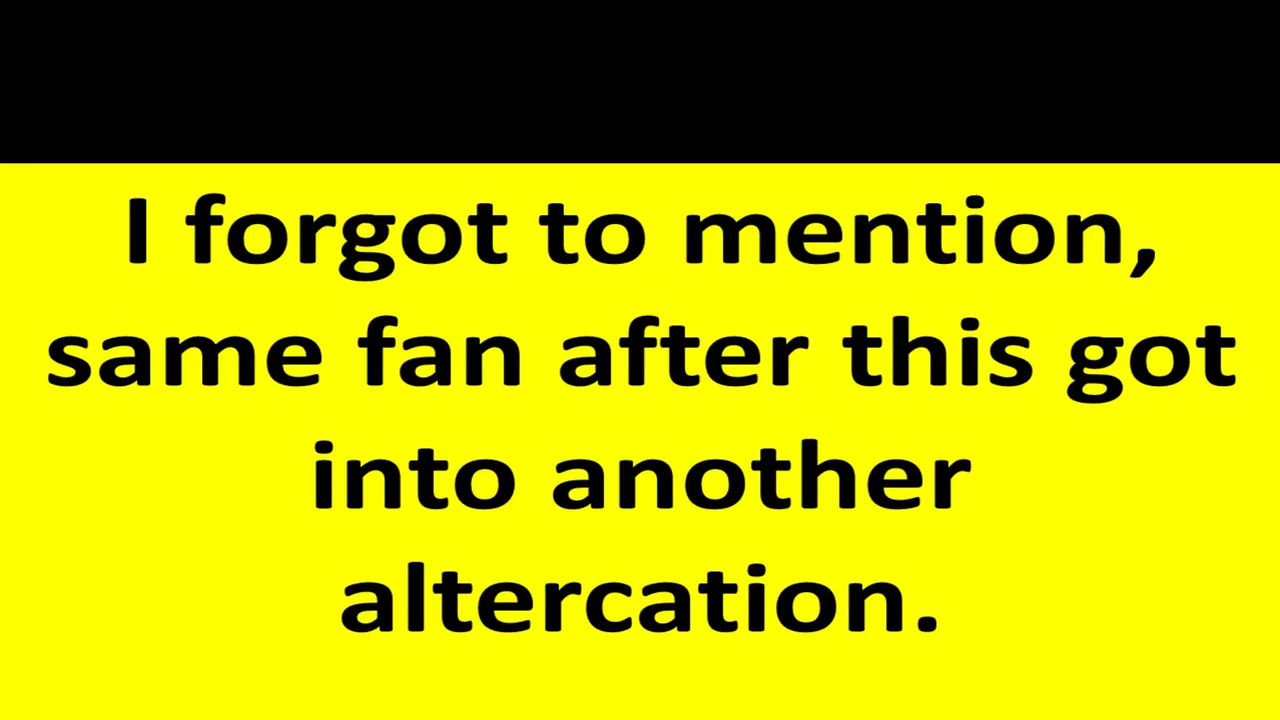 I forgot to mention,
same fan after this got
into another
altercation.